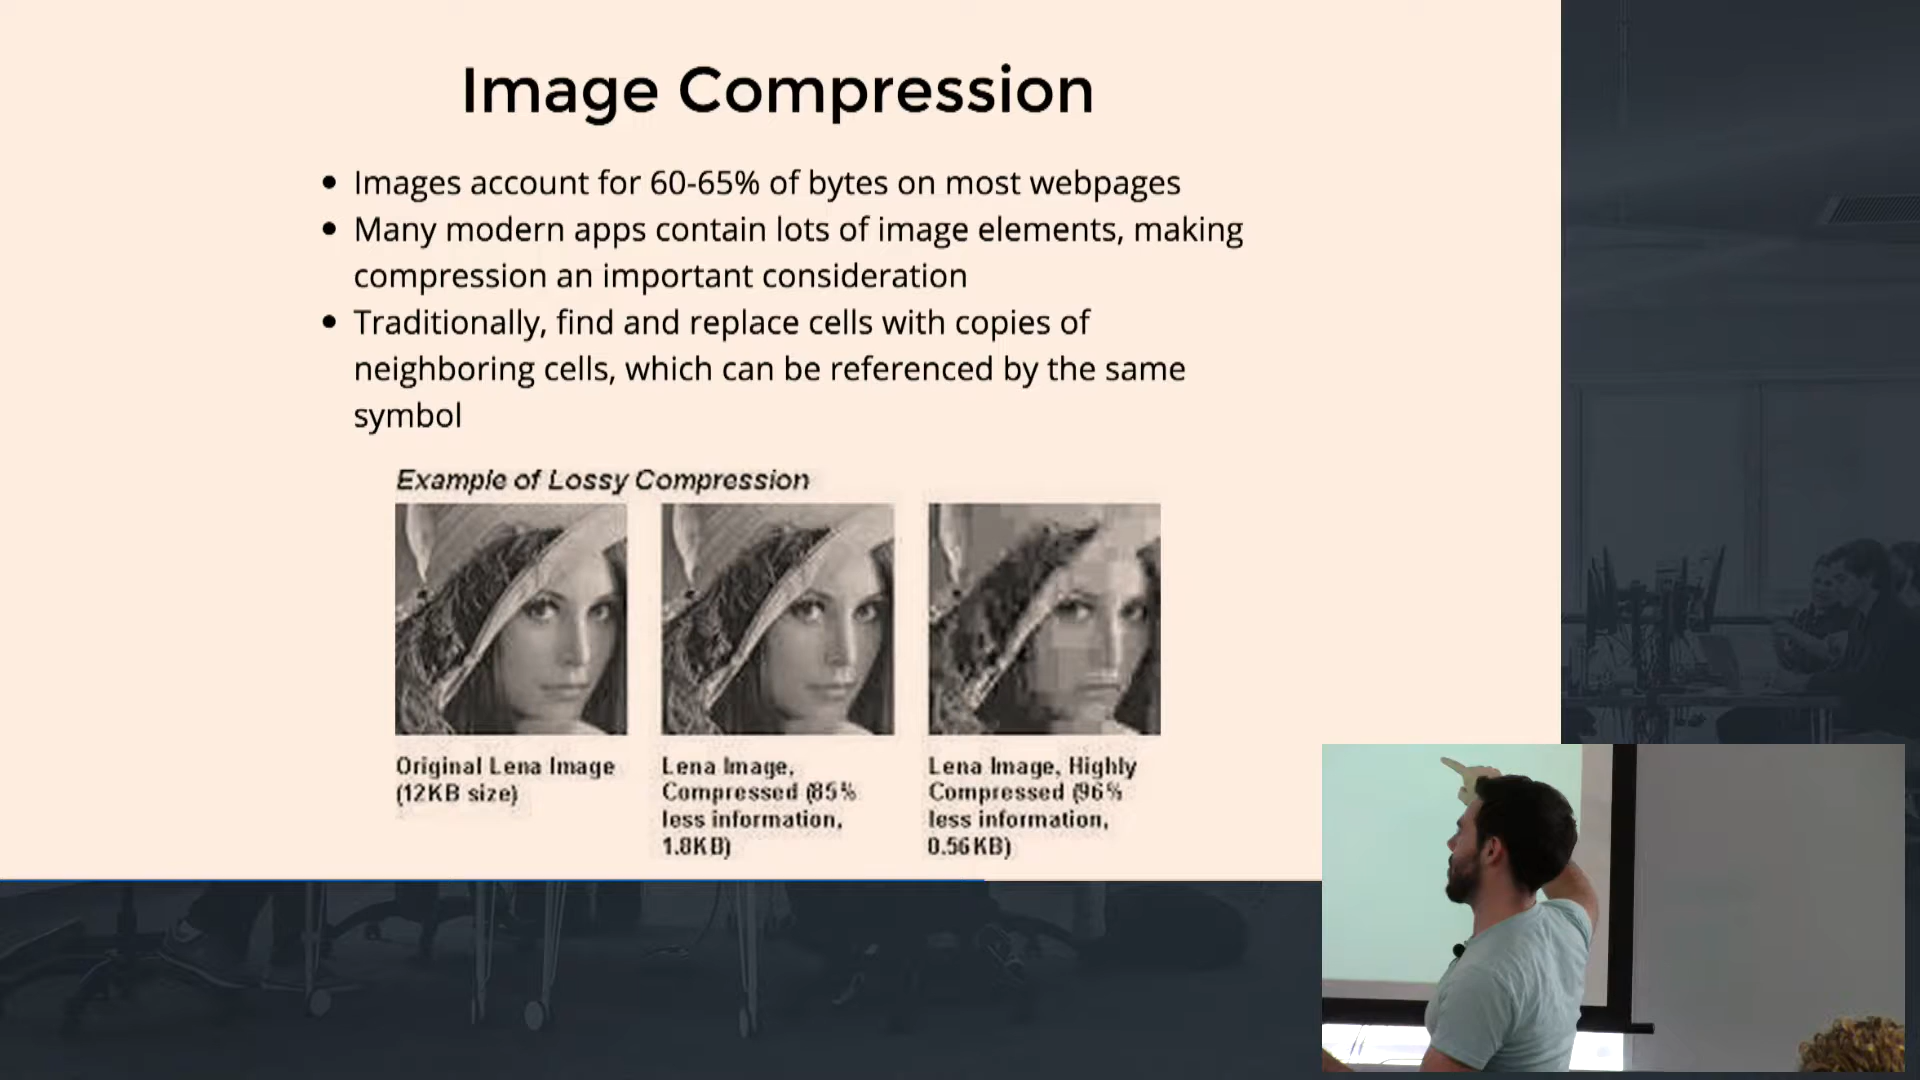 Image Compression
• Images account for 60-65% of bytes on most webpages
• Many modern apps contain lots of image elements, making
compression an important consideration
• Traditionally, find and replace cells with copies of
neighboring cells, which can be referenced by the same
symbol
Example of Lossy Compression
Original Lena Image
(12KB size)
Lena Image,
Compressed (85%
less information,
1.8KB)
Lena Image, Highly
Compressed (96%
less information,
0.56KB)